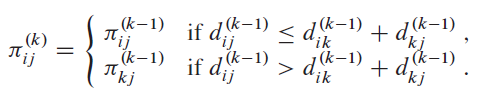 π_{ij}^{(k)} = { π_{ij}^{(k−1)} if d_{ij}^{(k−1)} ≤ d_{ik}^{(k−1)} + d_{kj}^{(k−1)} ,
π_{kj}^{(k−1)} if d_{ij}^{(k−1)} > d_{ik}^{(k−1)} + d_{kj}^{(k−1)} .